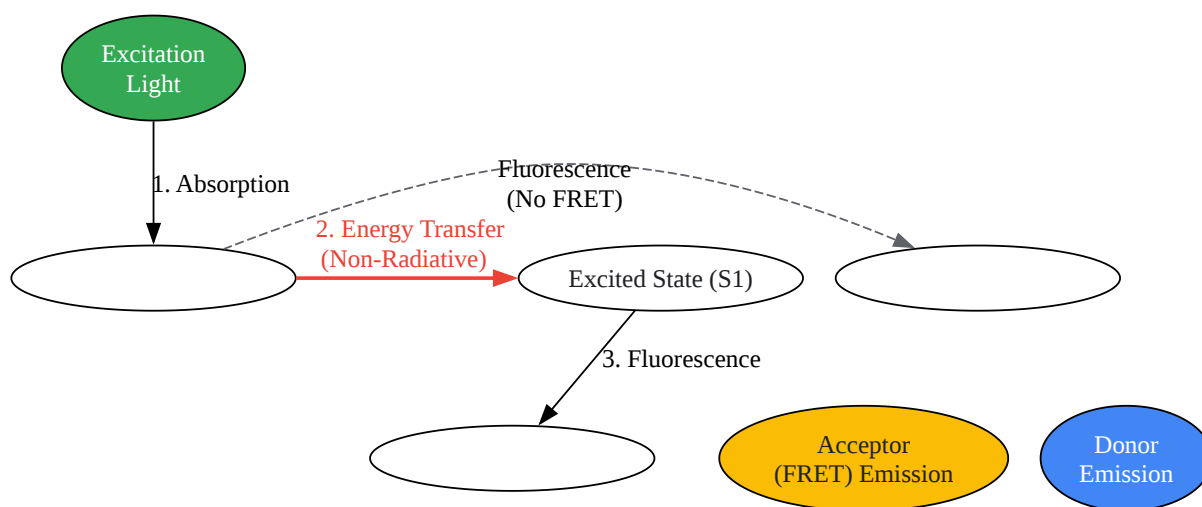 Excitation
Light
1. Absorption
Fluorescence
(No FRET)
2. Energy Transfer
(Non-Radiative)
Excited State (S1)
3. Fluorescence
Acceptor
(FRET) Emission
Donor
Emission